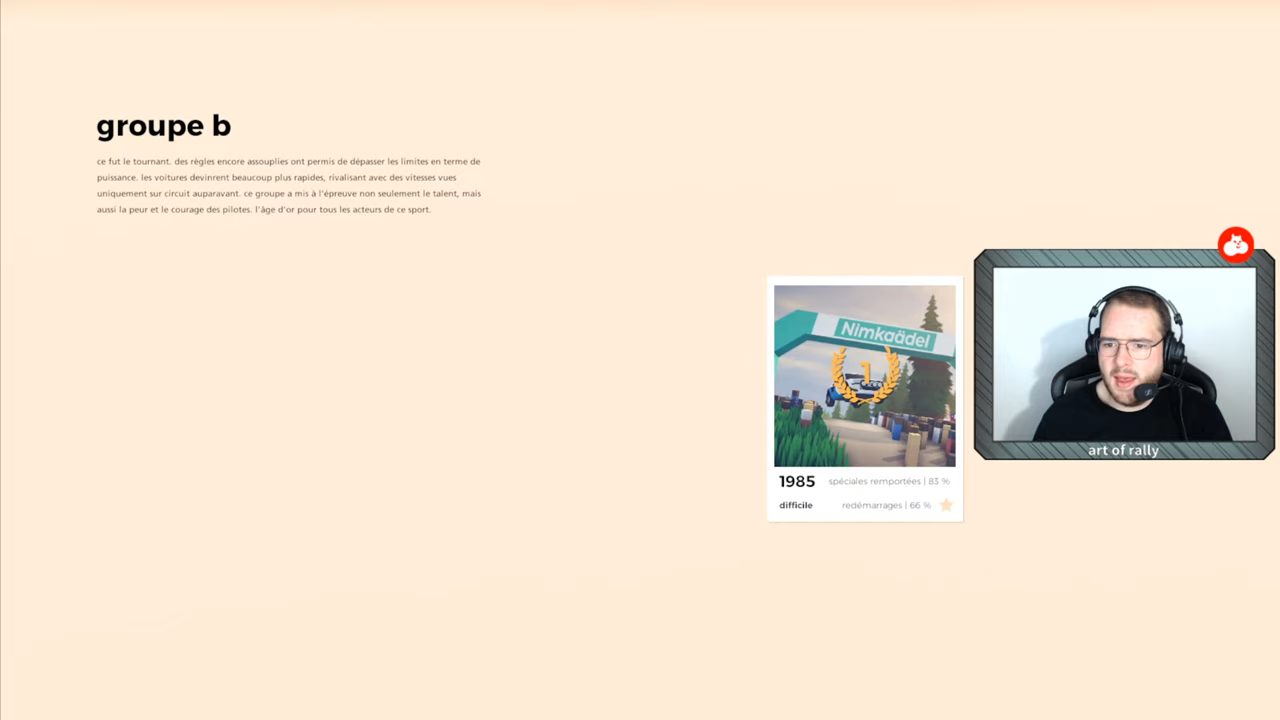 groupe b
ce fut le tournant. des règles encore assouplies ont permis de dépasser les limites en terme de
puissance. les voitures devinrent beaucoup plus rapides, rivalisant avec des vitesses vues
uniquement sur circuit auparavant. ce groupe a mis à l'épreuve non seulement le talent, mais
aussi la peur et le courage des pilotes. l'âge d'or pour tous les acteurs de ce sport.
Nimkaädel
1
1985 spéciales remportées | 83 %
difficile redémarrages | 66 %
art of rally